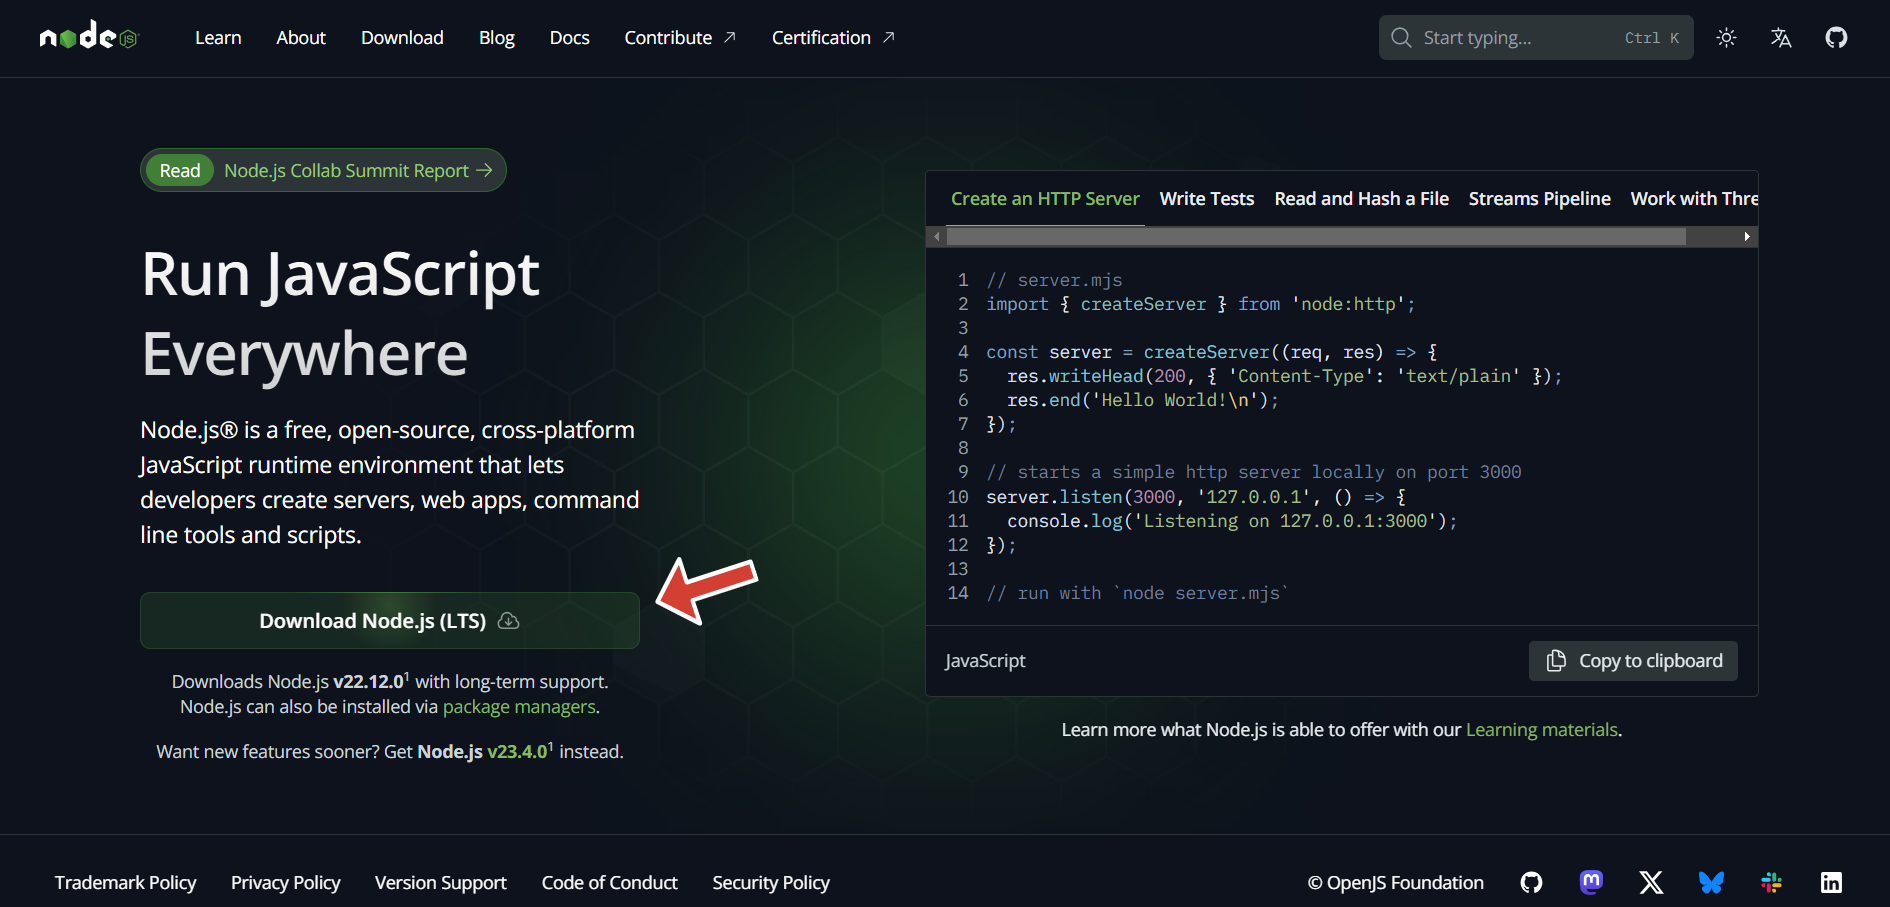 node JS
Learn About Download Blog Docs Contribute Certification
Start typing... Ctrl K
Read Node.js Collab Summit Report
Run JavaScript
Everywhere
Node.js® is a free, open-source, cross-platform
JavaScript runtime environment that lets
developers create servers, web apps, command
line tools and scripts.
Download Node.js (LTS)
Downloads Node.js v22.12.0¹ with long-term support.
Node.js can also be installed via package managers.
Want new features sooner? Get Node.js v23.4.0¹ instead.
Create an HTTP Server Write Tests Read and Hash a File Streams Pipeline Work with Thre
1 // server.mjs
2 import { createServer } from 'node:http';
3
4 const server = createServer((req, res) => {
5 res.writeHead(200, { 'Content-Type': 'text/plain' });
6 res.end('Hello World!\n');
7 });
8
9 // starts a simple http server locally on port 3000
10 server.listen(3000, '127.0.0.1', () => {
11 console.log('Listening on 127.0.0.1:3000');
12 });
13
14 // run with `node server.mjs`
JavaScript
Copy to clipboard
Learn more what Node.js is able to offer with our Learning materials.
Trademark Policy Privacy Policy Version Support Code of Conduct Security Policy
© OpenJS Foundation